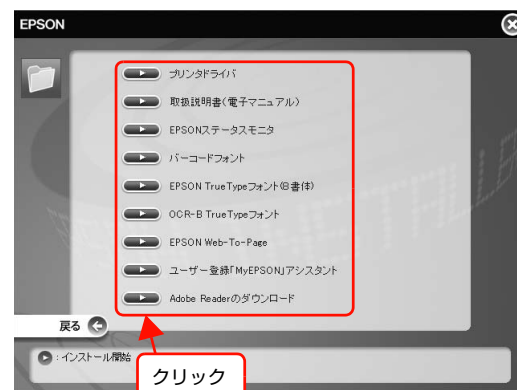 EPSON
プリンタドライバ
取扱説明書(電子マニュアル)
EPSONステータスモニタ
バーコードフォント
EPSON TrueTypeフォント(B書体)
OCR-B TrueTypeフォント
EPSON Web-To-Page
ユーザー登録「MyEPSON」アシスタント
Adobe Readerのダウンロード
戻る
:インストール開始
クリック